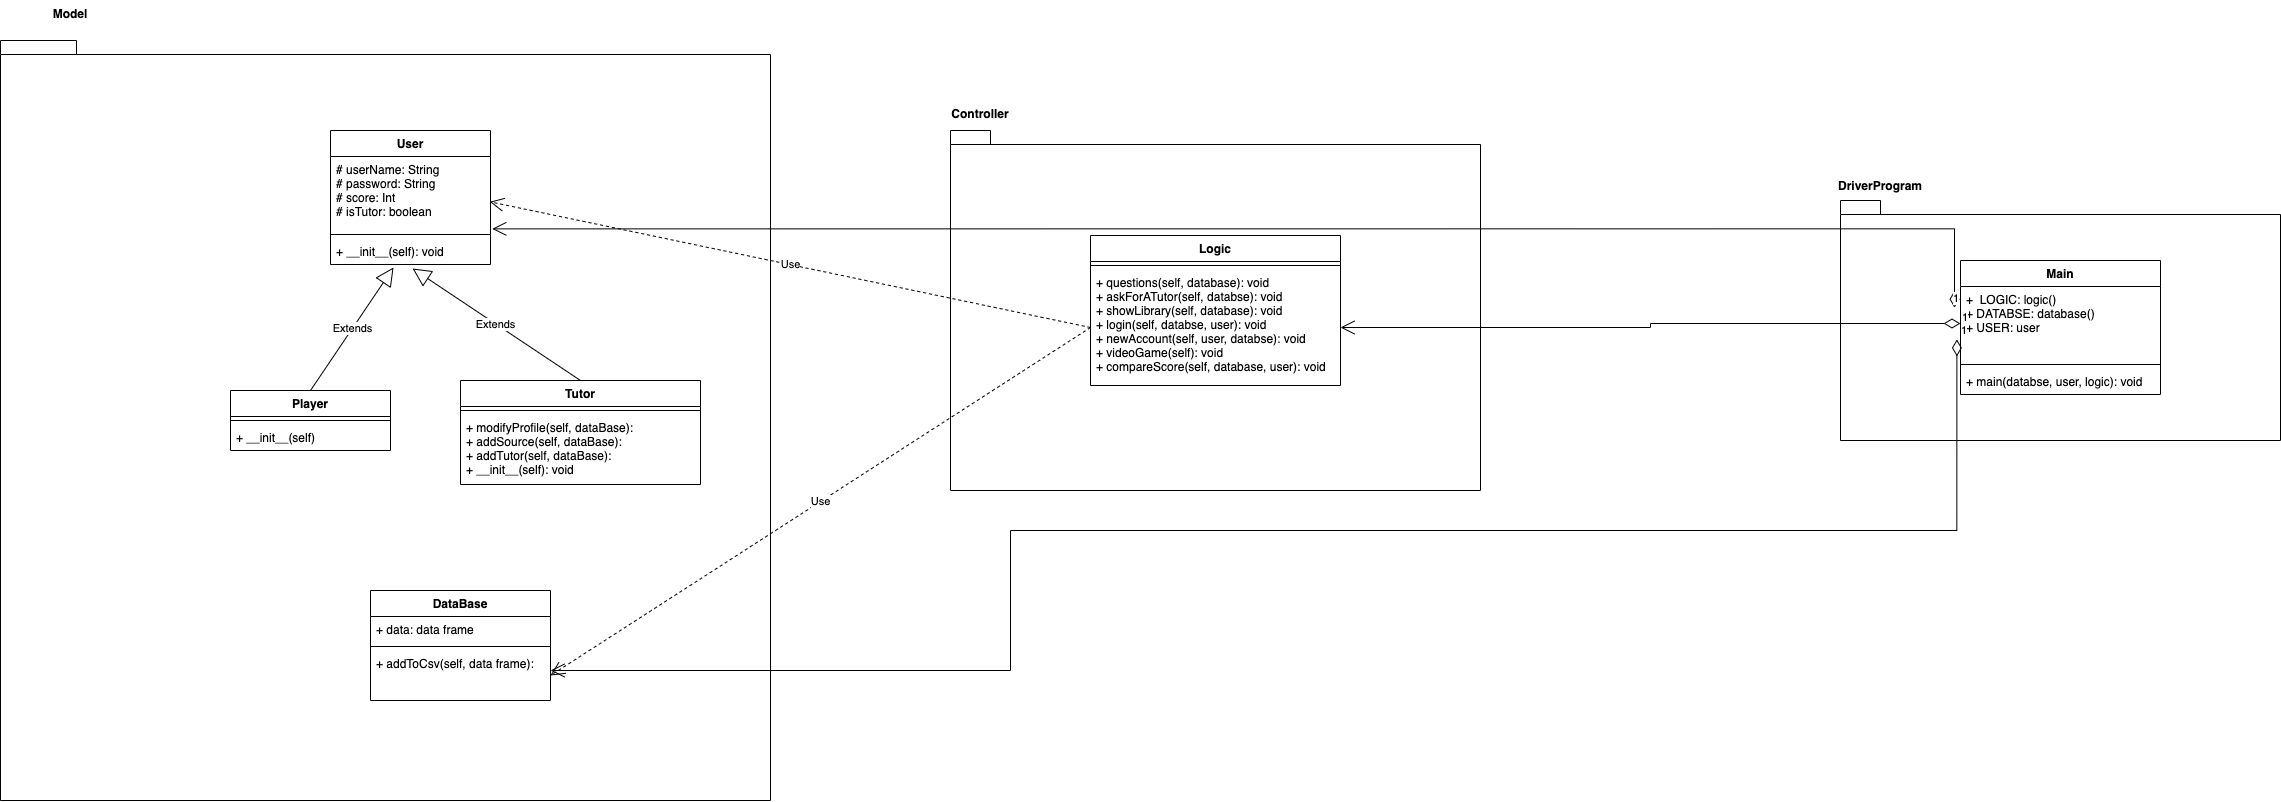 Model
User
# userName: String
# password: String
# score: Int
# isTutor: boolean
+ __init__(self): void
Extends
Extends
Player
+ __init__(self)
Tutor
+ modifyProfile(self, dataBase):
+ addSource(self, dataBase):
+ addTutor(self, dataBase):
+ __init__(self): void
DataBase
+ data: data frame
+ addToCsv(self, data frame):
Use
Use
Controller
Logic
+ questions(self, database): void
+ askForATutor(self, databse): void
+ showLibrary(self, database): void
+ login(self, databse, user): void
+ newAccount(self, user, databse): void
+ videoGame(self): void
+ compareScore(self, database, user): void
DriverProgram
Main
1
+ LOGIC: logic()
1
+ DATABSE: database()
1
+ USER: user
+ main(databse, user, logic): void